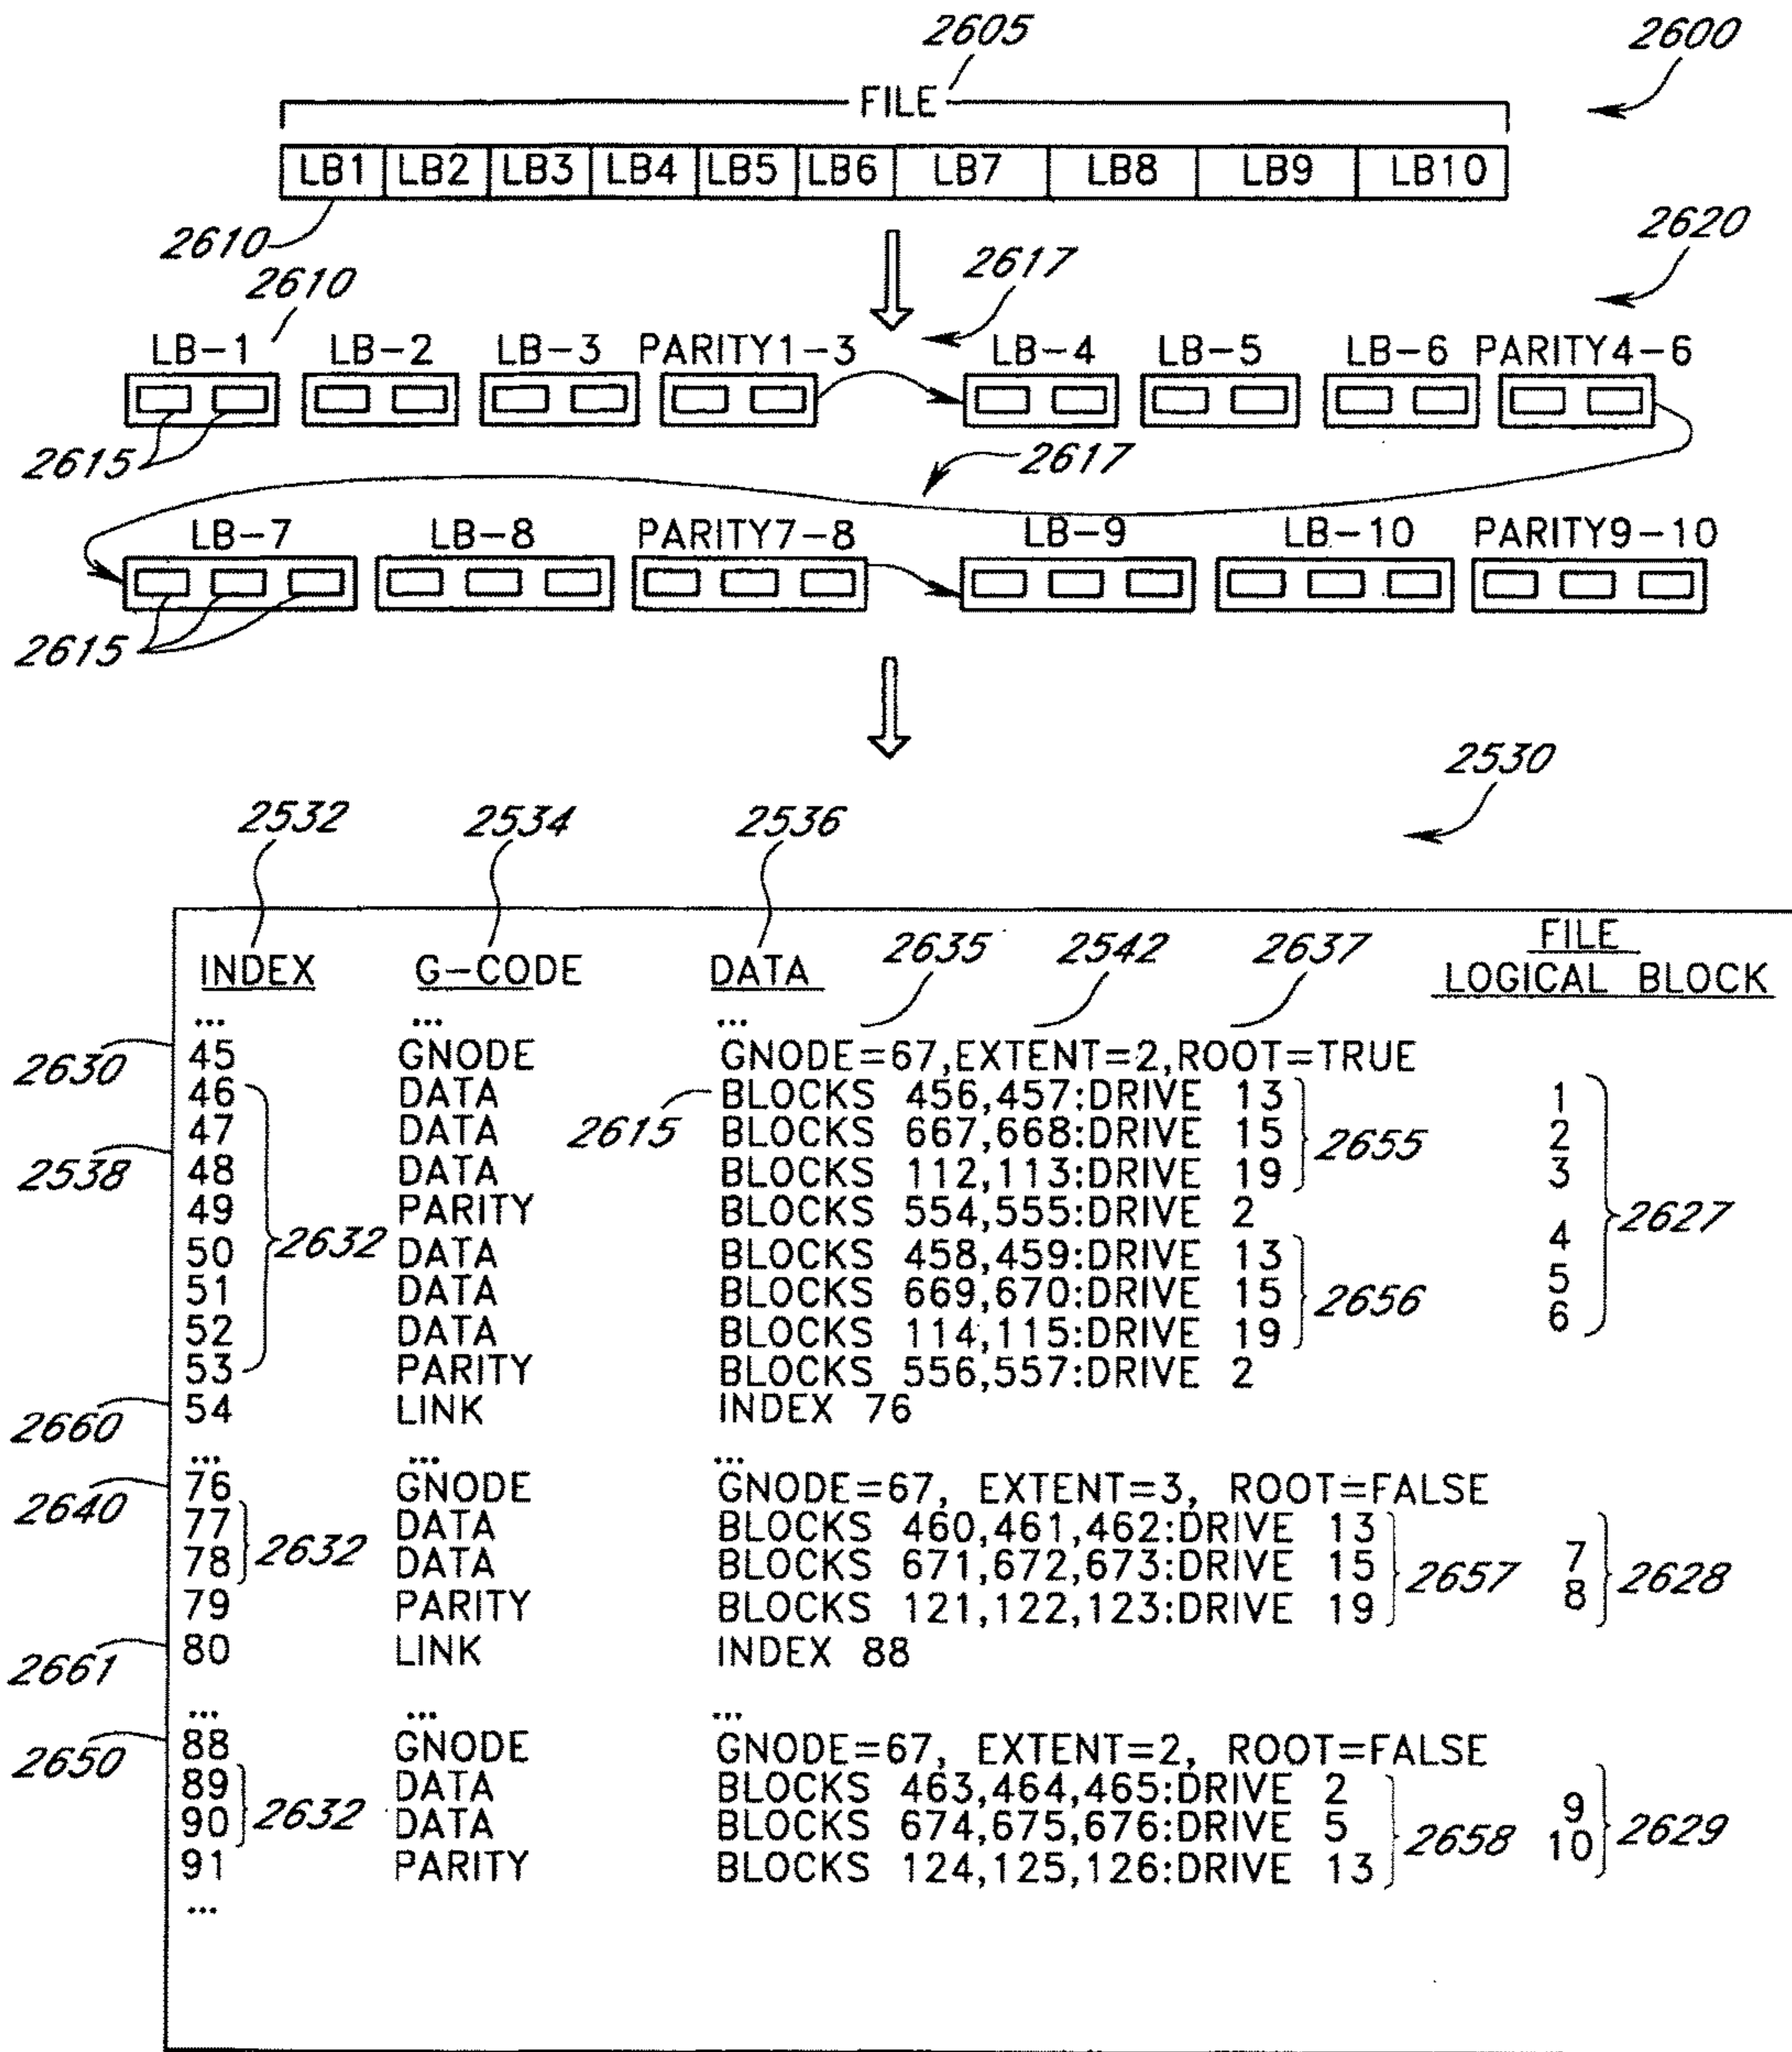 2605
2600
FILE
LB1 LB2 LB3 LB4 LB5 LB6 LB7 LB8 LB9 LB10
2610
2620
2617
2610
LB-1 LB-2 LB-3 PARITY1-3 LB-4 LB-5 LB-6 PARITY4-6
2615
2617
LB-7 LB-8 PARITY7-8 LB-9 LB-10 PARITY9-10
2615
2530
2532 2534 2536
2635 2542 2637
FILE
INDEX G-CODE DATA LOGICAL BLOCK
... ... ...
2630 45 GNODE GNODE=67,EXTENT=2,ROOT=TRUE
46 DATA BLOCKS 456,457:DRIVE 13 1
47 DATA 2615 BLOCKS 667,668:DRIVE 15 2655 2
2538 48 DATA BLOCKS 112,113:DRIVE 19 3
49 PARITY BLOCKS 554,555:DRIVE 2 2627
2632 50 DATA BLOCKS 458,459:DRIVE 13 4
51 DATA BLOCKS 669,670:DRIVE 15 2656 5
52 DATA BLOCKS 114,115:DRIVE 19 6
53 PARITY BLOCKS 556,557:DRIVE 2
2660 54 LINK INDEX 76
... ... ...
2640 76 GNODE GNODE=67, EXTENT=3, ROOT=FALSE
77 DATA BLOCKS 460,461,462:DRIVE 13
78 2632 DATA BLOCKS 671,672,673:DRIVE 15 2657 7 2628
79 PARITY BLOCKS 121,122,123:DRIVE 19 8
2661 80 LINK INDEX 88
... ... ...
2650 88 GNODE GNODE=67, EXTENT=2, ROOT=FALSE
89 DATA BLOCKS 463,464,465:DRIVE 2 9
90 2632 DATA BLOCKS 674,675,676:DRIVE 5 2658 10 2629
91 PARITY BLOCKS 124,125,126:DRIVE 13
...